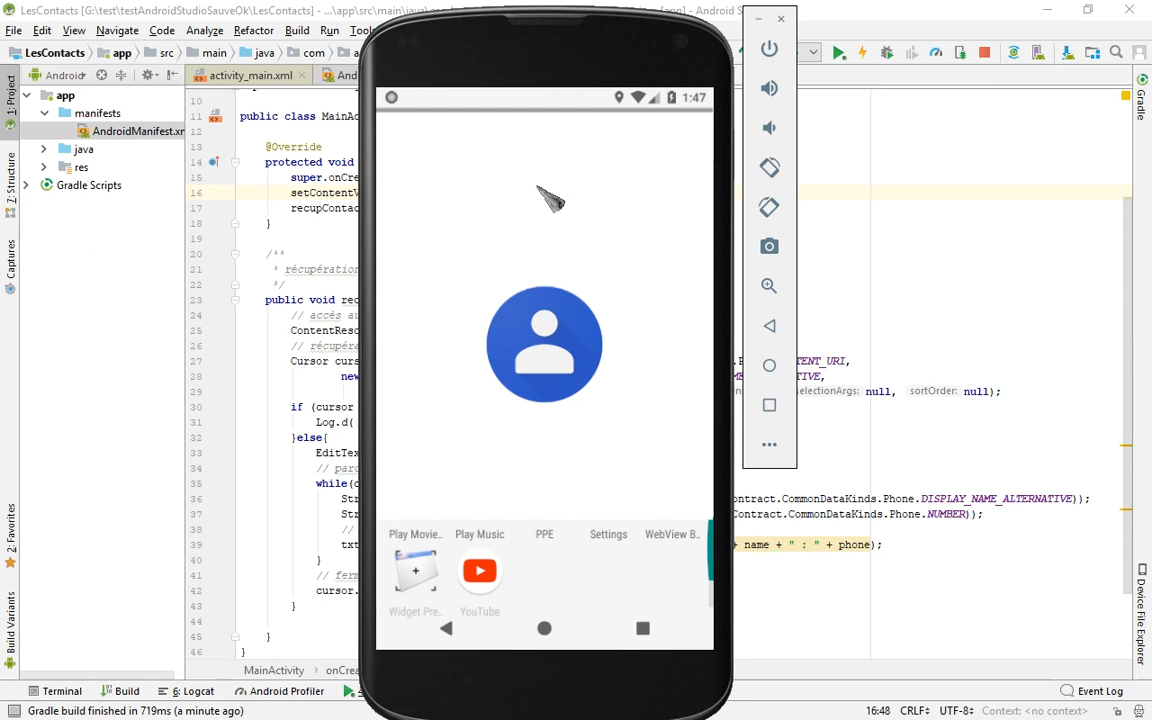 LesContacts [G:\test\testAndroidStudioSauveOk\LesContacts] - ...\app\src\main\java\
[app] - Android S
File Edit View Navigate Code Analyze Refactor Build Run
LesContacts app src main java com
1: Project
Android
activity_main.xml
Gradle
app
manifests
AndroidManifest.xm
java
res
Gradle Scripts
Z: Structure
Captures
2: Favorites
Build Variants
Device File Explorer
10
11 public class MainAc
12
13 @Override
14 protected void
15 super.onCre
16 setContentV
17 recupContac
18 }
19
20 /**
21 * récupération
22 */
23 public void rec
24 // accès au
25 ContentReso
26 // récupéra
27 Cursor curs TENT_URI,
28 new TIVE,
29 selectionArgs: null, sortOrder: null);
30 if (cursor
31 Log.d(
32 }else{
33 EditTex
34 // parc
35 while(c
36 Str ontract.CommonDataKinds.Phone.DISPLAY_NAME_ALTERNATIVE));
37 Str ontract.CommonDataKinds.Phone.NUMBER));
38 //
39 txt + name + " : " + phone);
40 }
41 // ferm
42 cursor.
43 }
44
45 }
46 }
1:47
Play Movie.. Play Music PPE Settings WebView B..
Widget Pre.. YouTube
MainActivity onCrea
Terminal Build 6: Logcat Android Profiler Event Log
Gradle build finished in 719ms (a minute ago) 16:48 CRLF UTF-8 Context: <no context>